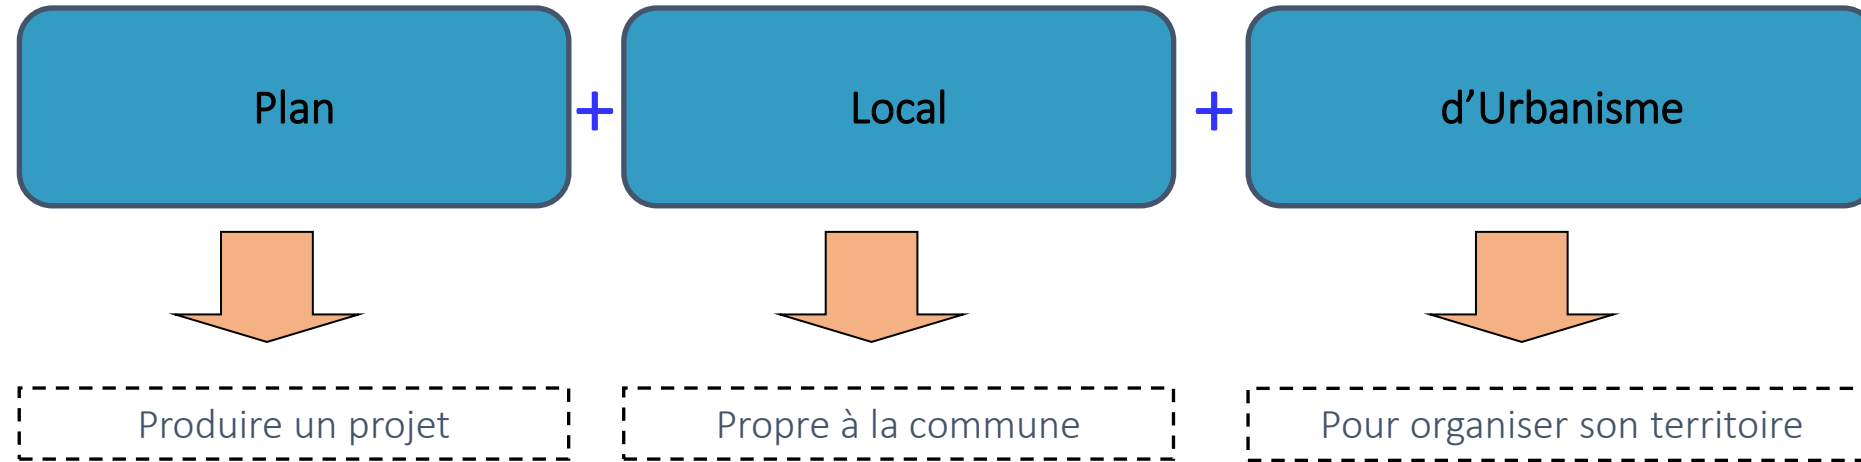 Plan + Local + d’Urbanisme
Produire un projet
Propre à la commune
Pour organiser son territoire